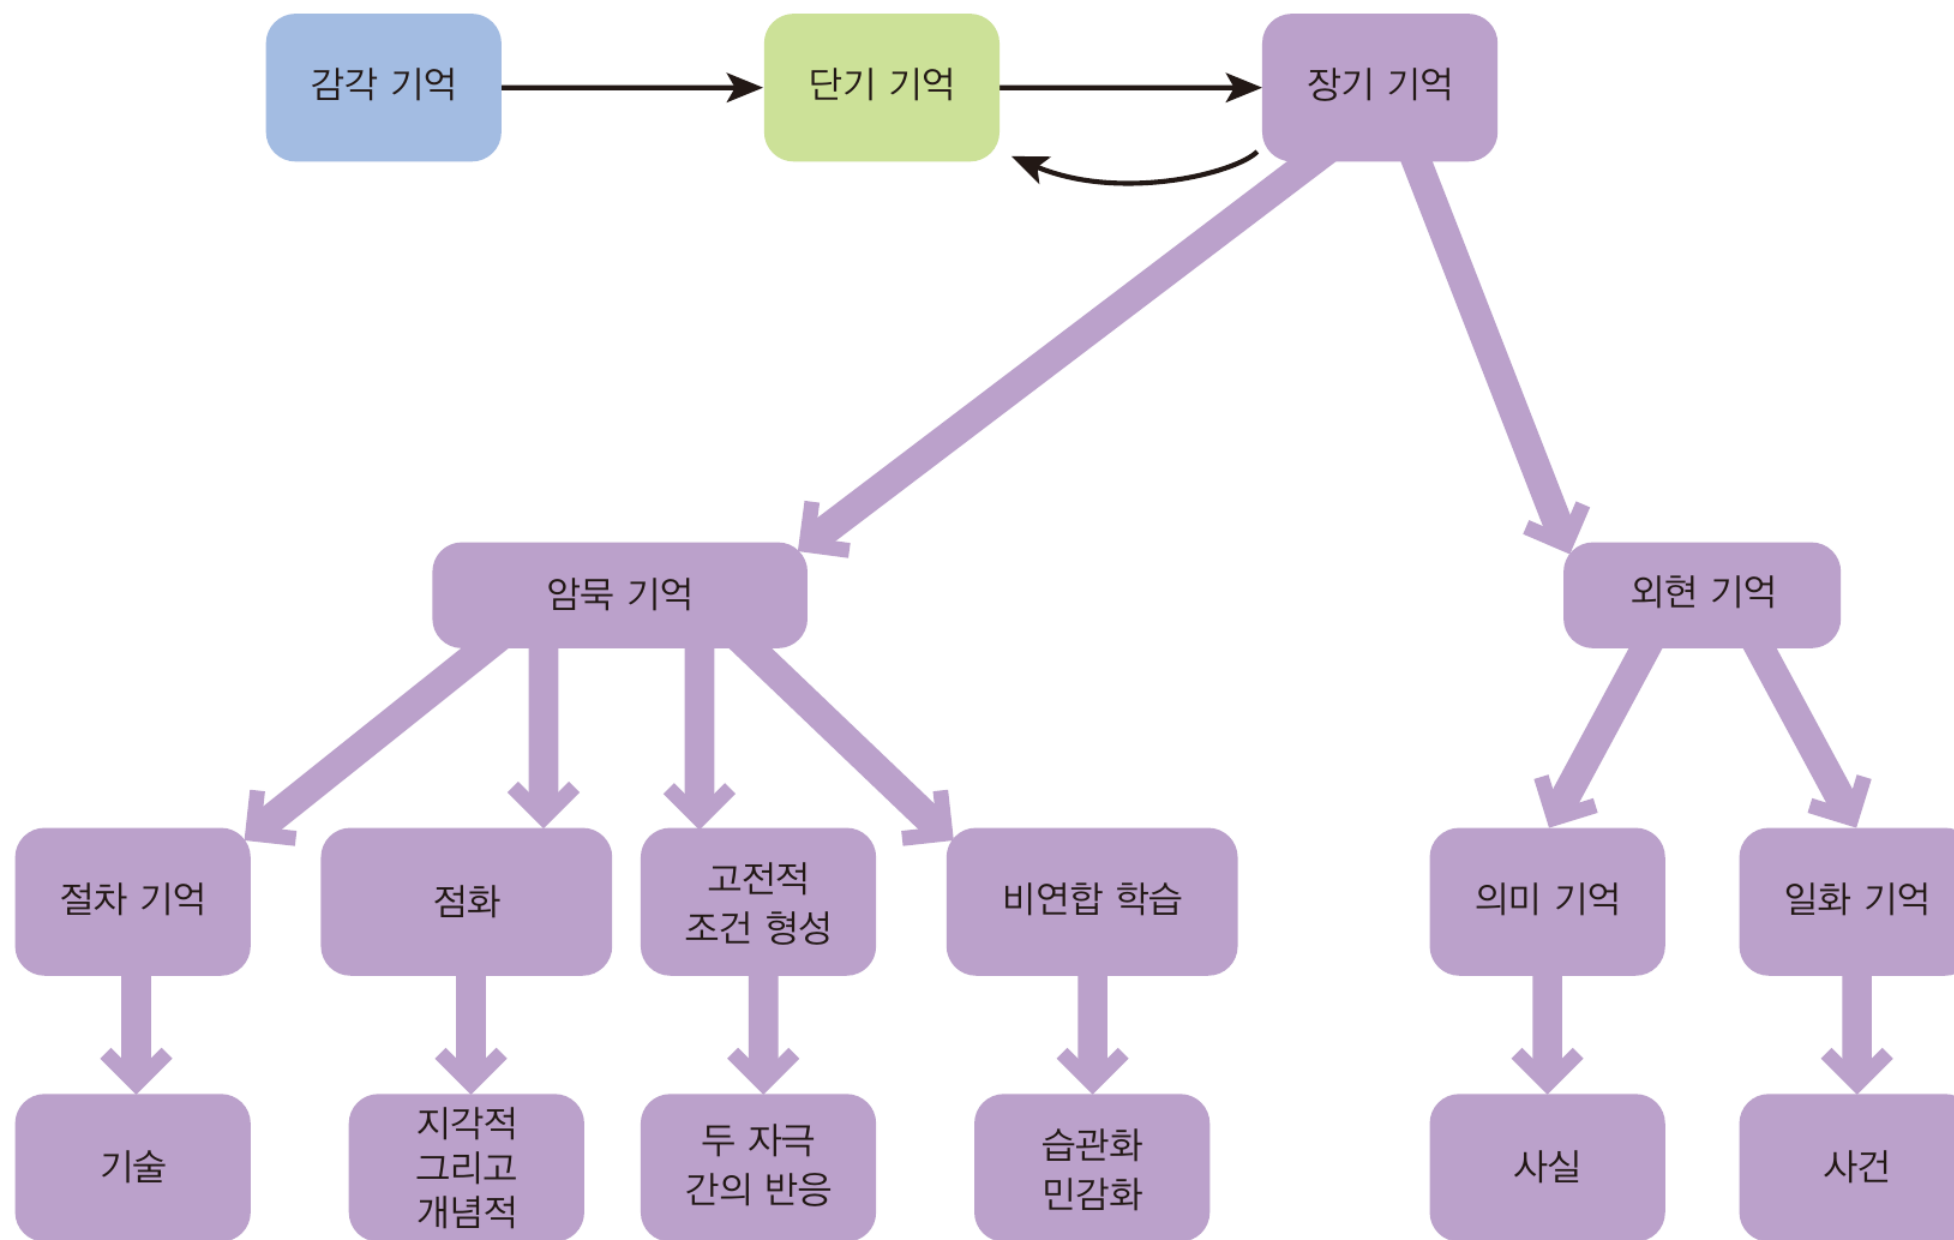 감각 기억
단기 기억
장기 기억
암묵 기억
외현 기억
절차 기억
점화
고전적
조건 형성
비연합 학습
의미 기억
일화 기억
기술
지각적
그리고
개념적
두 자극
간의 반응
습관화
민감화
사실
사건